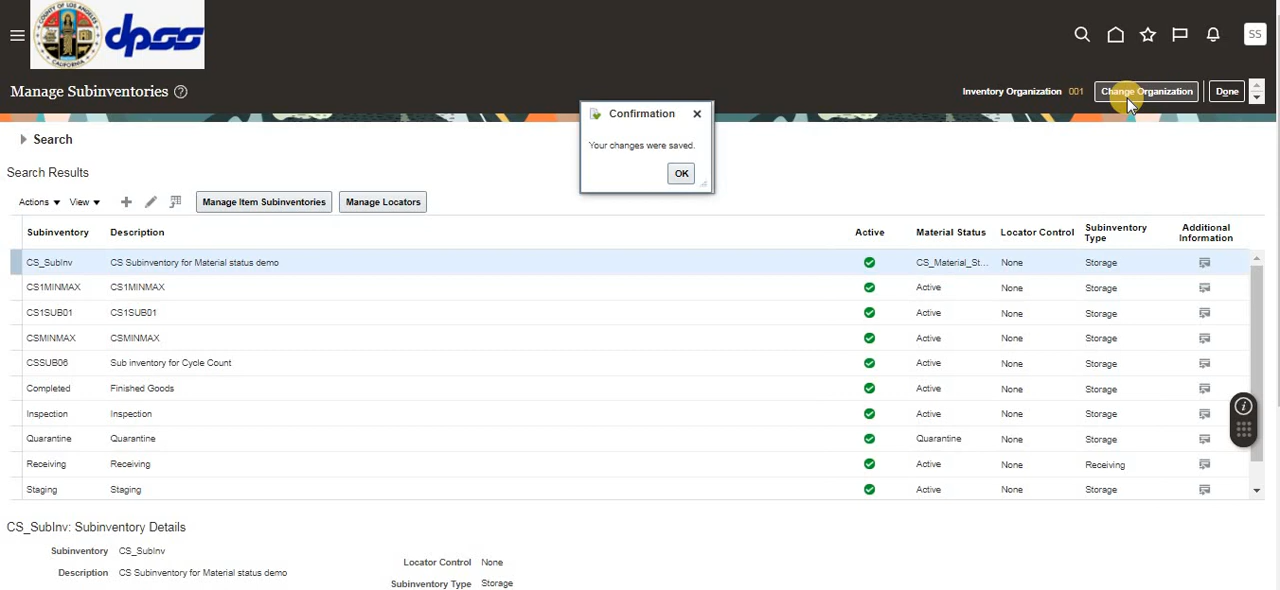 COUNTY OF LOS ANGELES
CALIFORNIA
dpss
SS
Manage Subinventories ?
Inventory Organization 001 Change Organization Done
Confirmation
Your changes were saved.
OK
Search
Search Results
Actions View Manage Item Subinventories Manage Locators
Subinventory Description Active Material Status Locator Control Subinventory Type Additional Information
CS_SubInv CS Subinventory for Material status demo CS_Material_St... None Storage
CS1MINMAX CS1MINMAX Active None Storage
CS1SUB01 CS1SUB01 Active None Storage
CSMINMAX CSMINMAX Active None Storage
CSSUB06 Sub inventory for Cycle Count Active None Storage
Completed Finished Goods Active None Storage
Inspection Inspection Active None Storage
Quarantine Quarantine Quarantine None Storage
Receiving Receiving Active None Receiving
Staging Staging Active None Storage
CS_SubInv: Subinventory Details
Subinventory CS_SubInv
Locator Control None
Description CS Subinventory for Material status demo
Subinventory Type Storage